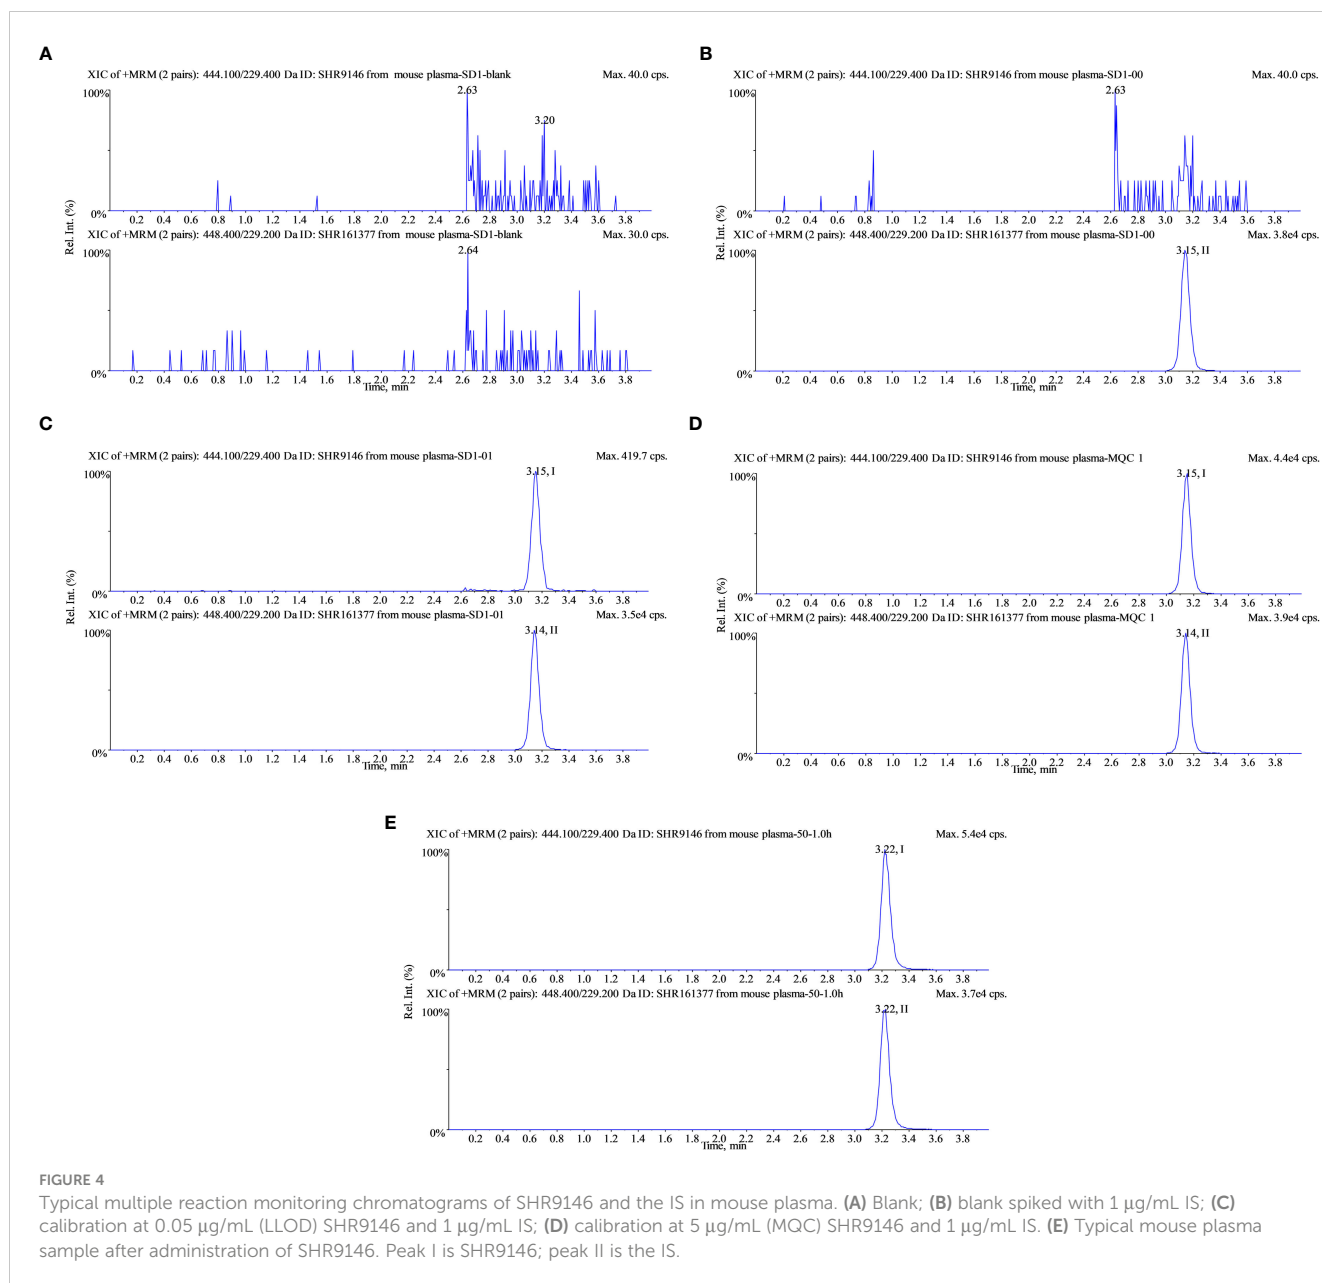 A
XIC of +MRM (2 pairs): 444.100/229.400 Da ID: SHR9146 from mouse plasma-SD1-blank Max. 40.0 cps.
100%
2.63
3.20
0%
0.2 0.4 0.6 0.8 1.0 1.2 1.4 1.6 1.8 2.0 2.2 2.4 2.6 2.8 3.0 3.2 3.4 3.6 3.8
Rel. Int. (%)
XIC of +MRM (2 pairs): 448.400/229.200 Da ID: SHR161377 from mouse plasma-SD1-blank Max. 30.0 cps.
100%
2.64
0%
0.2 0.4 0.6 0.8 1.0 1.2 1.4 1.6 1.8 2.0 2.2 2.4 2.6 2.8 3.0 3.2 3.4 3.6 3.8
Time, min
B
XIC of +MRM (2 pairs): 444.100/229.400 Da ID: SHR9146 from mouse plasma-SD1-00 Max. 40.0 cps.
100%
2.63
0%
0.2 0.4 0.6 0.8 1.0 1.2 1.4 1.6 1.8 2.0 2.2 2.4 2.6 2.8 3.0 3.2 3.4 3.6 3.8
Rel. Int. (%)
XIC of +MRM (2 pairs): 448.400/229.200 Da ID: SHR161377 from mouse plasma-SD1-00 Max. 3.8e4 cps.
100%
3.15, II
0%
0.2 0.4 0.6 0.8 1.0 1.2 1.4 1.6 1.8 2.0 2.2 2.4 2.6 2.8 3.0 3.2 3.4 3.6 3.8
Time, min
C
XIC of +MRM (2 pairs): 444.100/229.400 Da ID: SHR9146 from mouse plasma-SD1-01 Max. 419.7 cps.
100%
3.15, I
0%
0.2 0.4 0.6 0.8 1.0 1.2 1.4 1.6 1.8 2.0 2.2 2.4 2.6 2.8 3.0 3.2 3.4 3.6 3.8
Rel. Int. (%)
XIC of +MRM (2 pairs): 448.400/229.200 Da ID: SHR161377 from mouse plasma-SD1-01 Max. 3.5e4 cps.
100%
3.14, II
0%
0.2 0.4 0.6 0.8 1.0 1.2 1.4 1.6 1.8 2.0 2.2 2.4 2.6 2.8 3.0 3.2 3.4 3.6 3.8
Time, min
D
XIC of +MRM (2 pairs): 444.100/229.400 Da ID: SHR9146 from mouse plasma-MQC 1 Max. 4.4e4 cps.
100%
3.15, I
0%
0.2 0.4 0.6 0.8 1.0 1.2 1.4 1.6 1.8 2.0 2.2 2.4 2.6 2.8 3.0 3.2 3.4 3.6 3.8
Rel. Int. (%)
XIC of +MRM (2 pairs): 448.400/229.200 Da ID: SHR161377 from mouse plasma-MQC 1 Max. 3.9e4 cps.
100%
3.14, II
0%
0.2 0.4 0.6 0.8 1.0 1.2 1.4 1.6 1.8 2.0 2.2 2.4 2.6 2.8 3.0 3.2 3.4 3.6 3.8
Time, min
E
XIC of +MRM (2 pairs): 444.100/229.400 Da ID: SHR9146 from mouse plasma-50-1.0h Max. 5.4e4 cps.
100%
3.22, I
0%
0.2 0.4 0.6 0.8 1.0 1.2 1.4 1.6 1.8 2.0 2.2 2.4 2.6 2.8 3.0 3.2 3.4 3.6 3.8
Rel. Int. (%)
XIC of +MRM (2 pairs): 448.400/229.200 Da ID: SHR161377 from mouse plasma-50-1.0h Max. 3.7e4 cps.
100%
3.22, II
0%
0.2 0.4 0.6 0.8 1.0 1.2 1.4 1.6 1.8 2.0 2.2 2.4 2.6 2.8 3.0 3.2 3.4 3.6 3.8
Time, min
FIGURE 4
Typical multiple reaction monitoring chromatograms of SHR9146 and the IS in mouse plasma. (A) Blank; (B) blank spiked with 1 µg/mL IS; (C)
calibration at 0.05 µg/mL (LLOD) SHR9146 and 1 µg/mL IS; (D) calibration at 5 µg/mL (MQC) SHR9146 and 1 µg/mL IS. (E) Typical mouse plasma
sample after administration of SHR9146. Peak I is SHR9146; peak II is the IS.